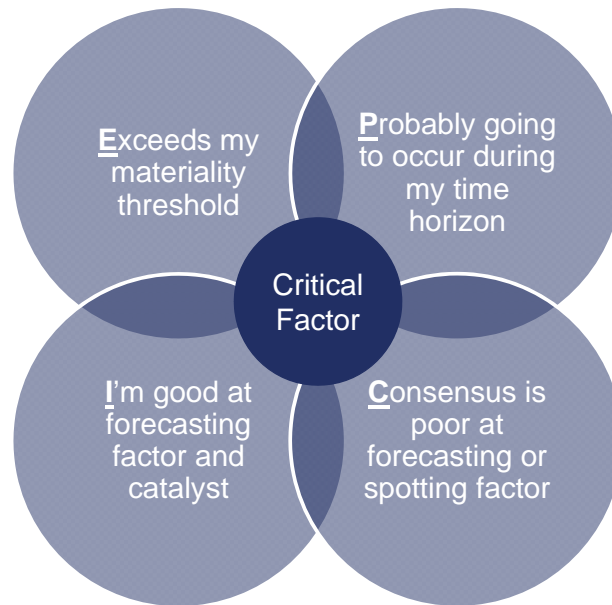 Exceeds my
materiality
threshold
Probably going
to occur during
my time
horizon
Critical
Factor
I'm good at
forecasting
factor and
catalyst
Consensus is
poor at
forecasting or
spotting factor